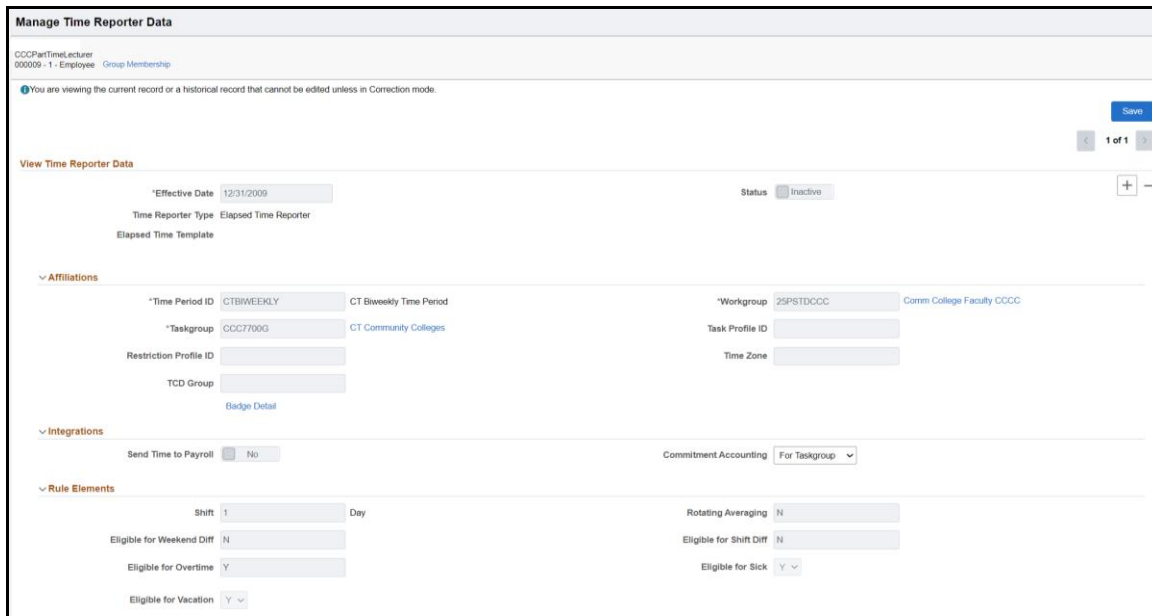 Manage Time Reporter Data
CCCPartTimeLecturer
000009 - 1 - Employee Group Membership
You are viewing the current record or a historical record that cannot be edited unless in Correction mode.
Save
1 of 1
View Time Reporter Data
*Effective Date 12/31/2009 Status Inactive
Time Reporter Type Elapsed Time Reporter
Elapsed Time Template
Affiliations
*Time Period ID CTBIWEEKLY CT Biweekly Time Period *Workgroup 25PSTDCCC Comm College Faculty CCCC
*Taskgroup CCC7700G CT Community Colleges Task Profile ID
Restriction Profile ID Time Zone
TCD Group
Badge Detail
Integrations
Send Time to Payroll No Commitment Accounting For Taskgroup
Rule Elements
Shift 1 Day Rotating Averaging N
Eligible for Weekend Diff N Eligible for Shift Diff N
Eligible for Overtime Y Eligible for Sick Y
Eligible for Vacation Y